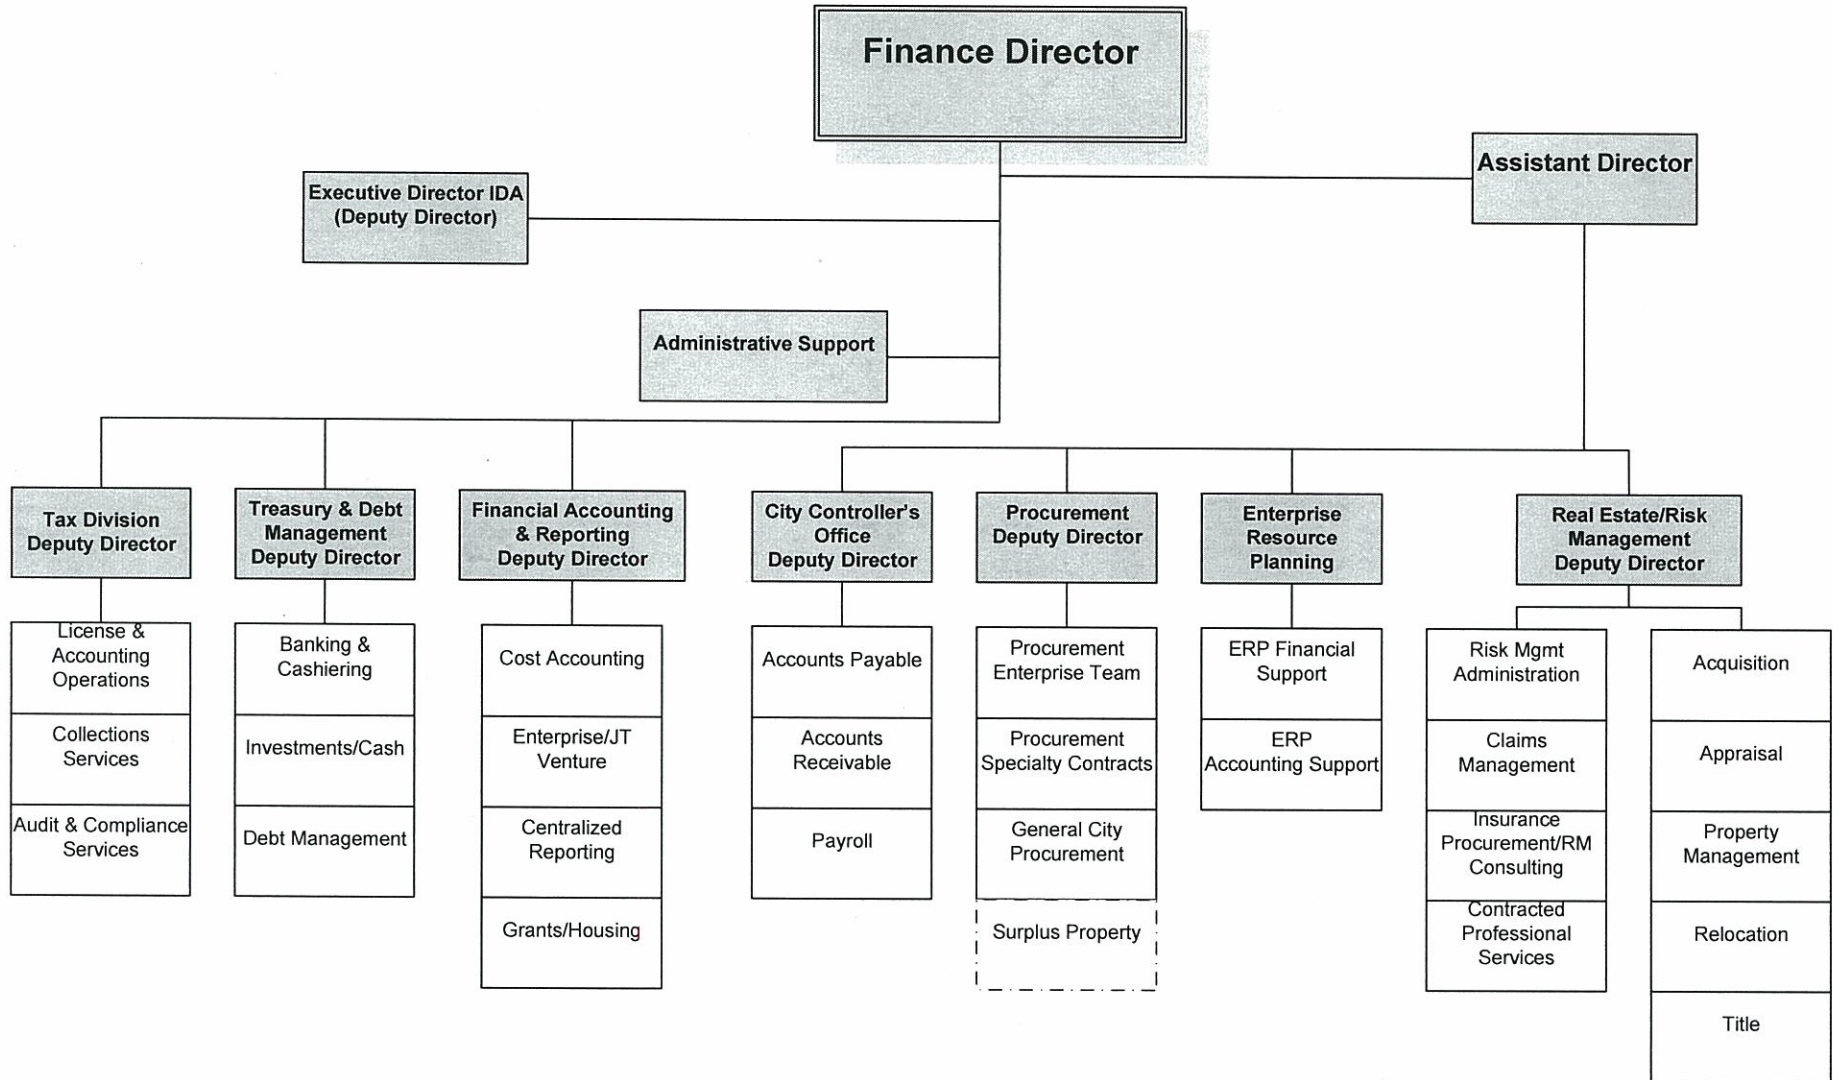 Finance Director
Assistant Director
Executive Director IDA
(Deputy Director)
Administrative Support
Tax Division
Deputy Director
Treasury & Debt
Management
Deputy Director
Financial Accounting
& Reporting
Deputy Director
City Controller's
Office
Deputy Director
Procurement
Deputy Director
Enterprise
Resource
Planning
Real Estate/Risk
Management
Deputy Director
License &
Accounting
Operations
Collections
Services
Audit & Compliance
Services
Banking &
Cashiering
Investments/Cash
Debt Management
Cost Accounting
Enterprise/JT
Venture
Centralized
Reporting
Grants/Housing
Accounts Payable
Accounts
Receivable
Payroll
Procurement
Enterprise Team
Procurement
Specialty Contracts
General City
Procurement
Surplus Property
ERP Financial
Support
ERP
Accounting Support
Risk Mgmt
Administration
Claims
Management
Insurance
Procurement/RM
Consulting
Contracted
Professional
Services
Acquisition
Appraisal
Property
Management
Relocation
Title